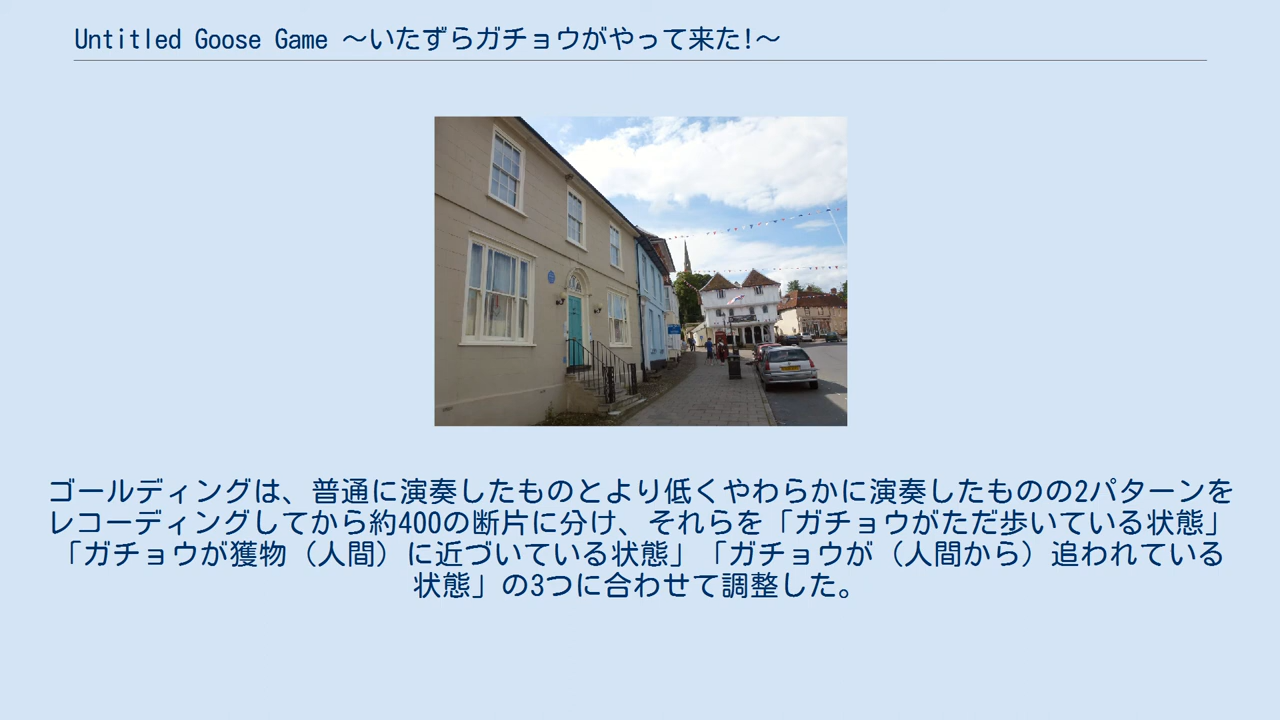 Untitled Goose Game 〜いたずらガチョウがやって来た!〜
ゴールディングは、普通に演奏したものとより低くやわらかに演奏したものの2パターンを
レコーディングしてから約400の断片に分け、それらを「ガチョウがただ歩いている状態」
「ガチョウが獲物（人間）に近づいている状態」「ガチョウが（人間から）追われている
状態」の3つに合わせて調整した。